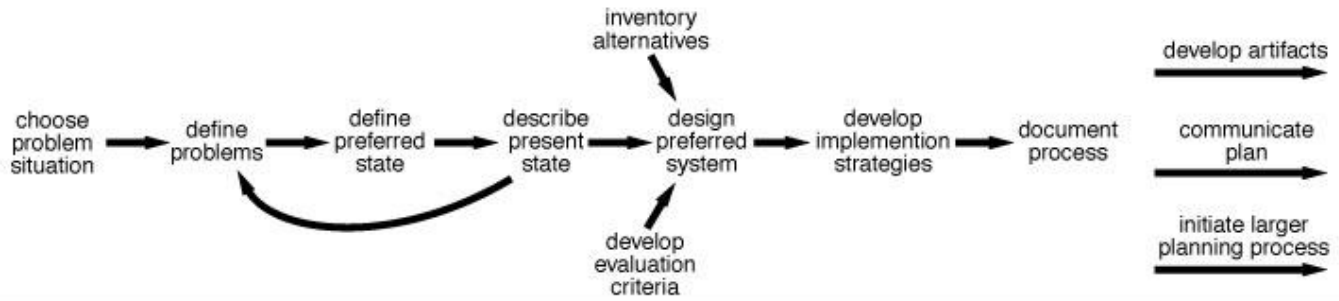 inventory
alternatives
choose
problem
situation
define
problems
define
preferred
state
describe
present
state
design
preferred
system
develop
implemention
strategies
document
process
develop
evaluation
criteria
develop artifacts
communicate
plan
initiate larger
planning process